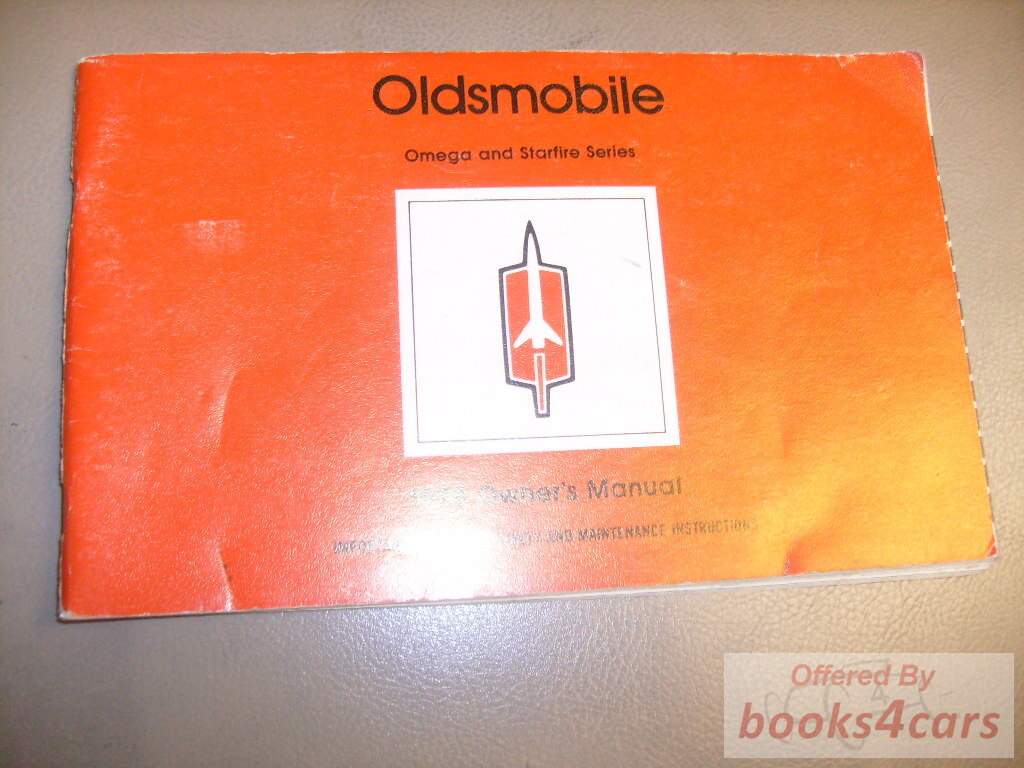 Oldsmobile
Omega and Starfire Series
Owner's Manual
AND MAINTENANCE INSTRUCTIONS
Offered By
books4cars